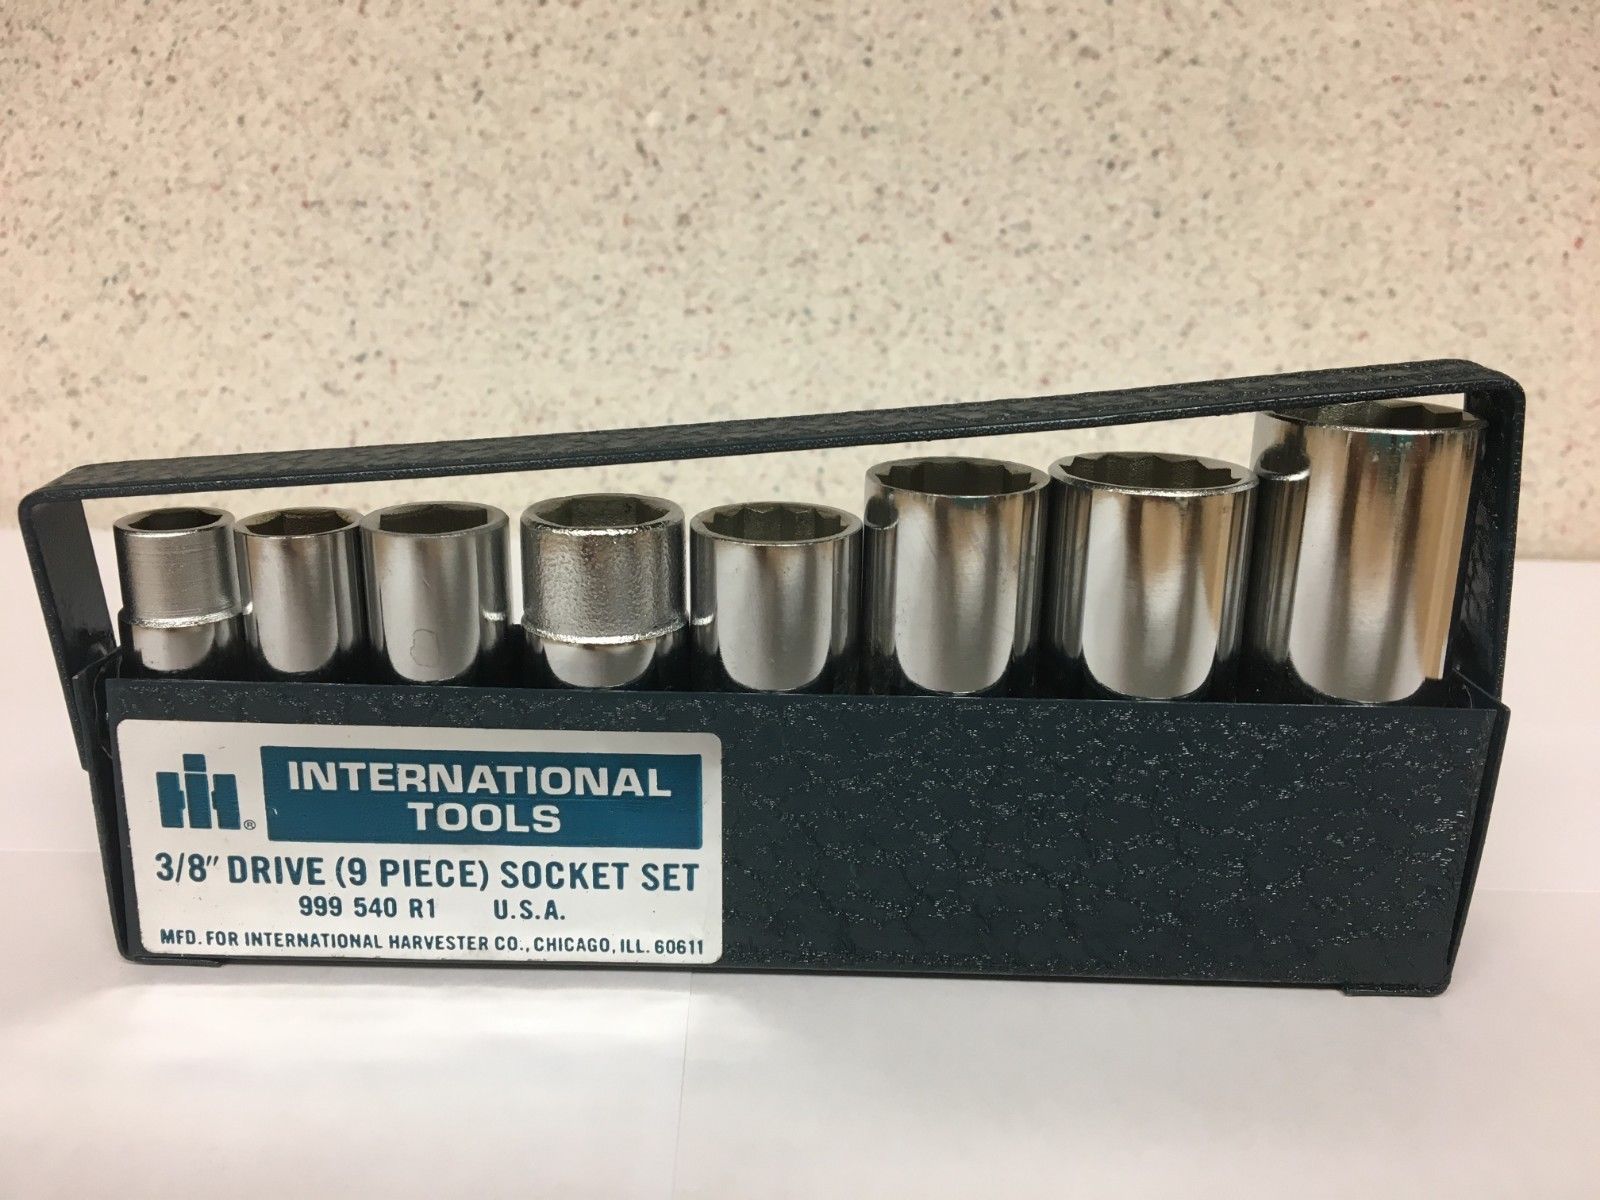 IH ®
INTERNATIONAL
TOOLS
3/8" DRIVE (9 PIECE) SOCKET SET
999 540 R1 U.S.A.
MFD. FOR INTERNATIONAL HARVESTER CO., CHICAGO, ILL. 60611